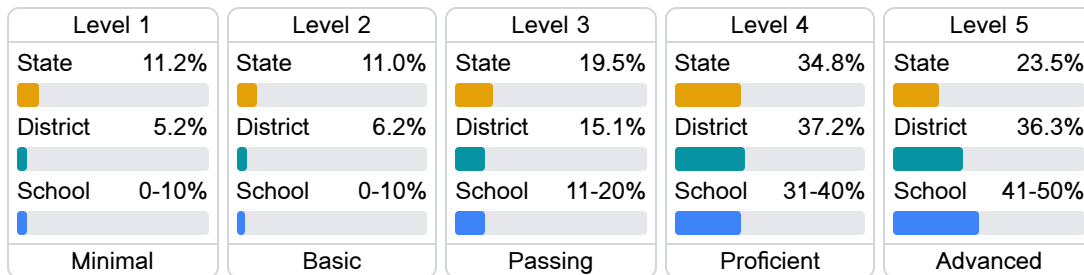 Level 1
State 11.2%
District 5.2%
School 0-10%
Minimal
Level 2
State 11.0%
District 6.2%
School 0-10%
Basic
Level 3
State 19.5%
District 15.1%
School 11-20%
Passing
Level 4
State 34.8%
District 37.2%
School 31-40%
Proficient
Level 5
State 23.5%
District 36.3%
School 41-50%
Advanced